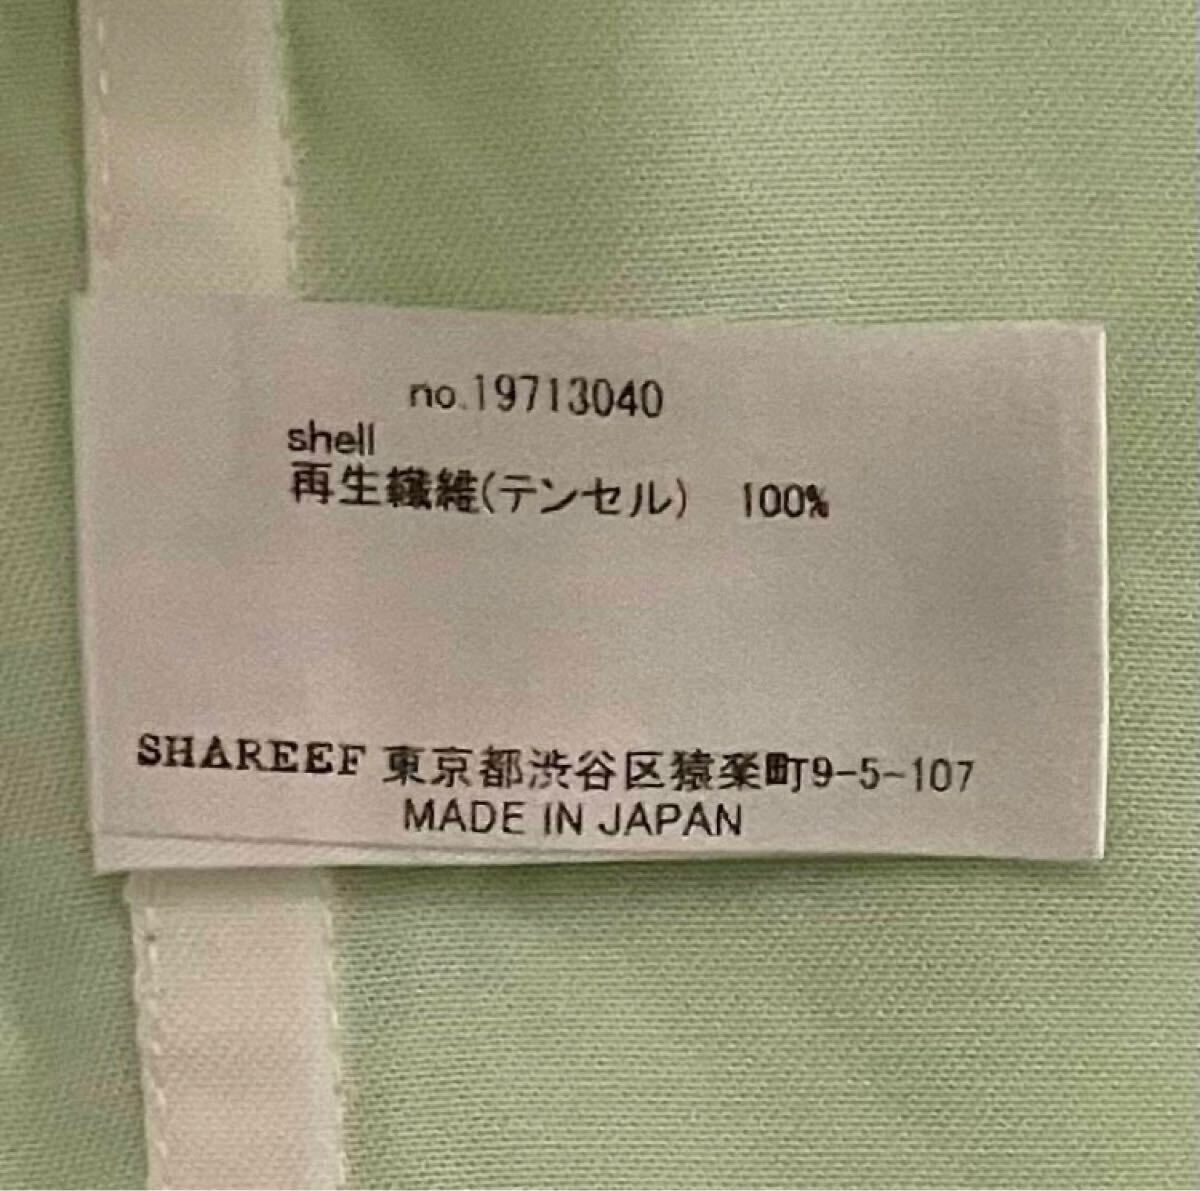 no.19713040
shell
再生繊維(テンセル) 100%
SHAREEF 東京都渋谷区猿楽町9-5-107
MADE IN JAPAN